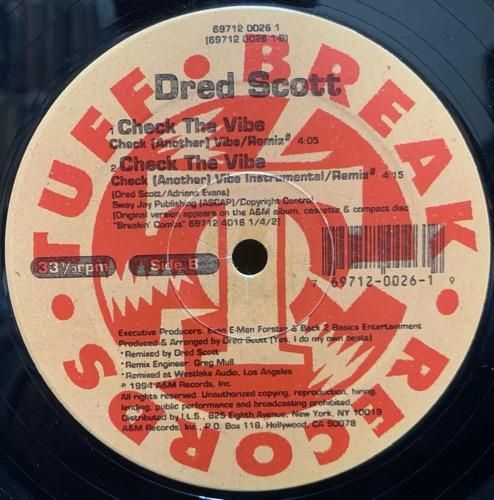 69712 0026 1
(69712 0026 1-B)
Dred Scott
1 Check The Vibe
Check (Another) Vibe/Remix# 4:05
2 Check The Vibe
Check (Another) Vibe Instrumental/Remix# 4:15
(Dred Scott/Adriana Evans)
Sway Jay Publishing (ASCAP)/Copyright Control
(Original version appears on the A&M album, cassette & compact disc
"Breakin' Combs" 69712 4016 1/4/2)
33⅓rpm
Side B
7 69712-0026-1 9
Executive Producers: Evan E-Man Forster & Back 2 Basics Entertainment
Produced & Arranged by Dred Scott (Yes, I do my own beats)
Remixed by Dred Scott
Remix Engineer: Greg Mull
Remixed at Westlake Audio, Los Angeles
℗ 1994 A&M Records, Inc.
All rights reserved. Unauthorized copying, reproduction, hiring,
lending, public performance and broadcasting prohibited.
Distributed by I.L.S., 825 Eighth Avenue, New York, NY 10019
A&M Records, Inc., P.O. Box 118, Hollywood, CA 90078
TUFF • BREAK • RECORDS •